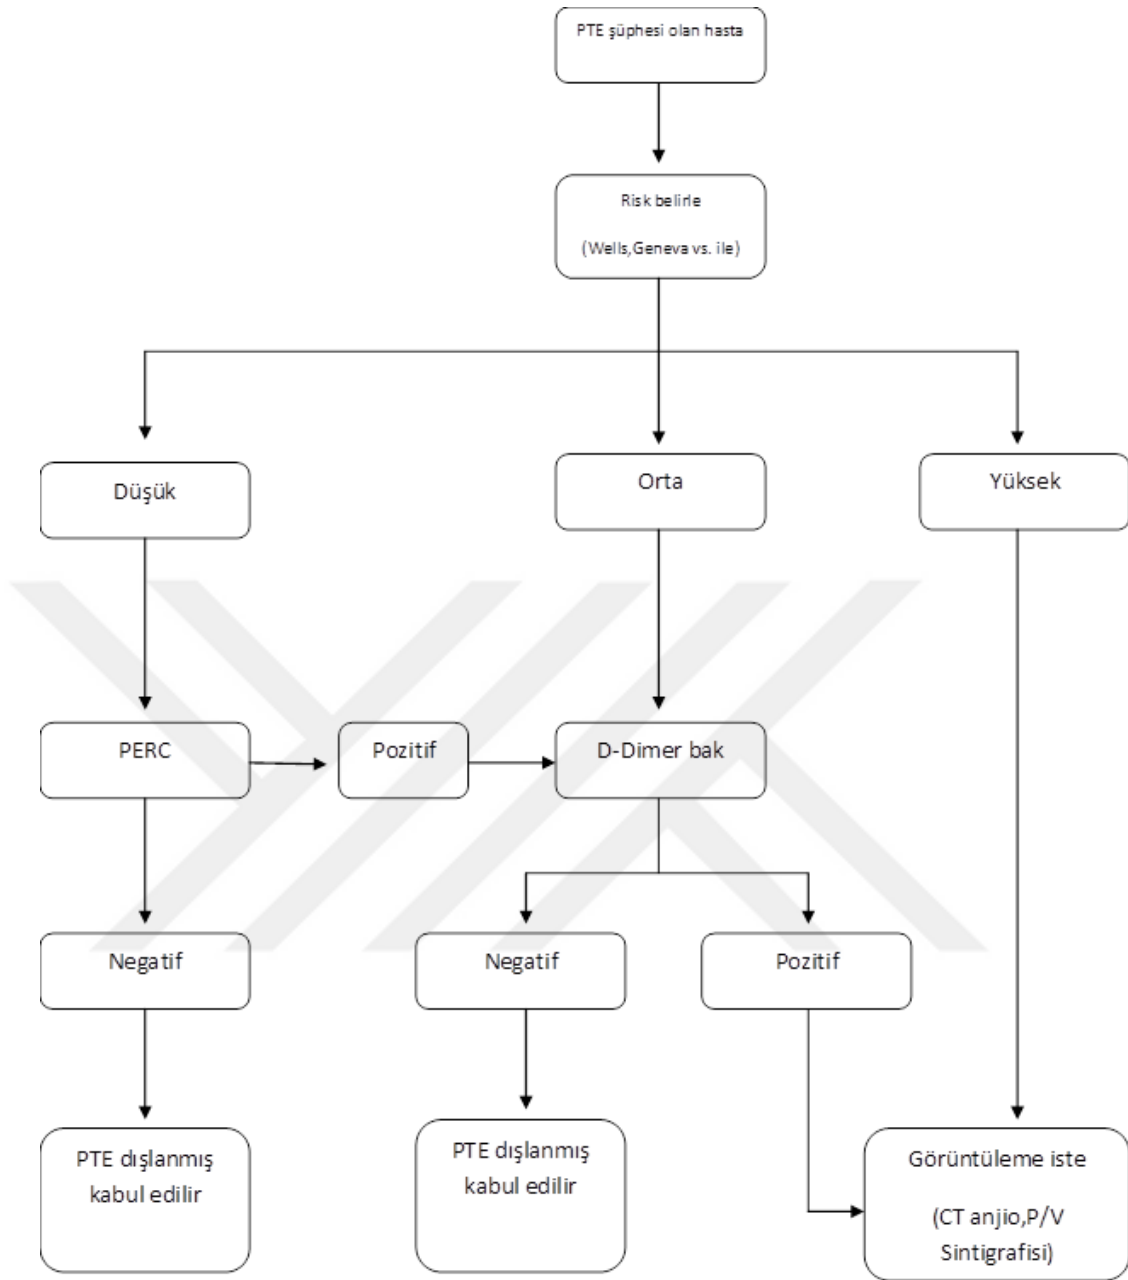 PTE şüphesi olan hasta
Risk belirle
(Wells,Geneva vs. ile)
Düşük
Orta
Yüksek
PERC
Pozitif
D-Dimer bak
Negatif
Negatif
Pozitif
PTE dışlanmış
kabul edilir
PTE dışlanmış
kabul edilir
Görüntüleme iste
(CT anjio,P/V
Sintigrafisi)